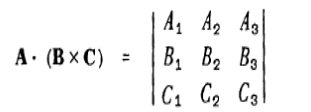 A₁ A₂ A₃
A · (B × C) = B₁ B₂ B₃
C₁ C₂ C₃